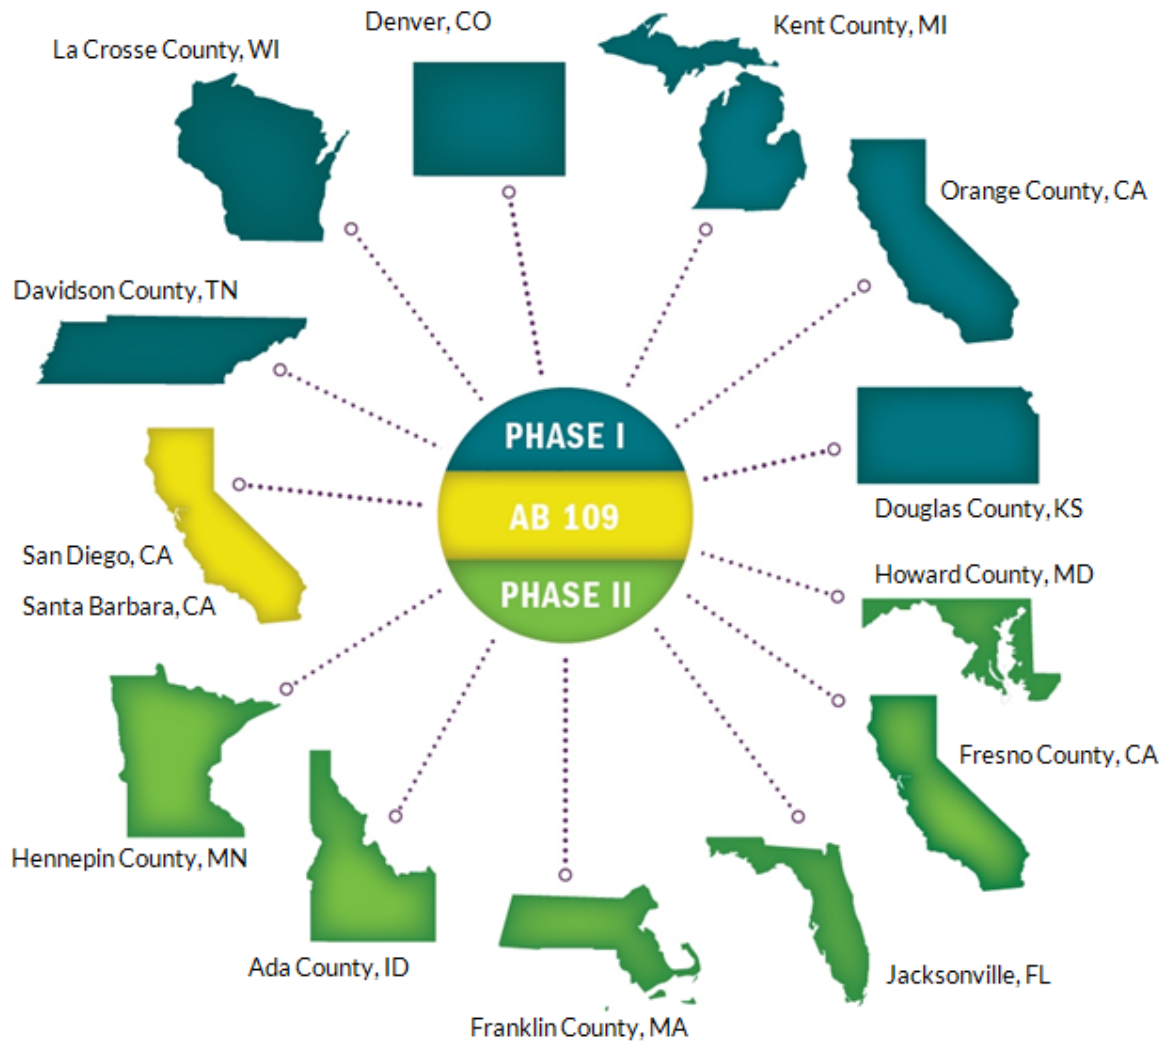 Denver, CO
Kent County, MI
La Crosse County, WI
Orange County, CA
Davidson County, TN
PHASE I
AB 109
PHASE II
Douglas County, KS
San Diego, CA
Santa Barbara, CA
Howard County, MD
Fresno County, CA
Hennepin County, MN
Ada County, ID
Jacksonville, FL
Franklin County, MA